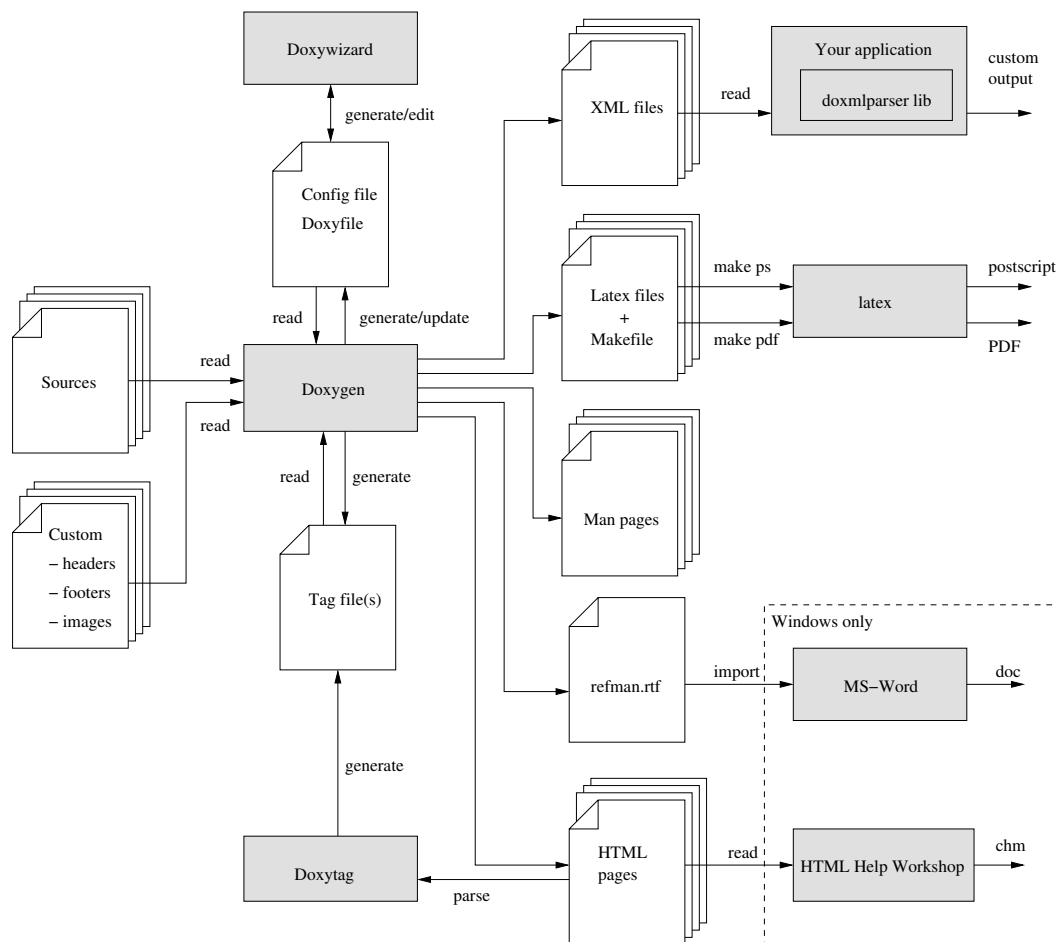 Doxywizard
generate/edit
Config file
Doxyfile
read
generate/update
Sources
read
Doxygen
read
Custom
– headers
– footers
– images
read
generate
Tag file(s)
generate
Doxytag
parse
XML files
read
Your application
doxmlparser lib
custom
output
Latex files
+
Makefile
make ps
make pdf
latex
postscript
PDF
Man pages
Windows only
refman.rtf
import
MS–Word
doc
HTML
pages
read
HTML Help Workshop
chm